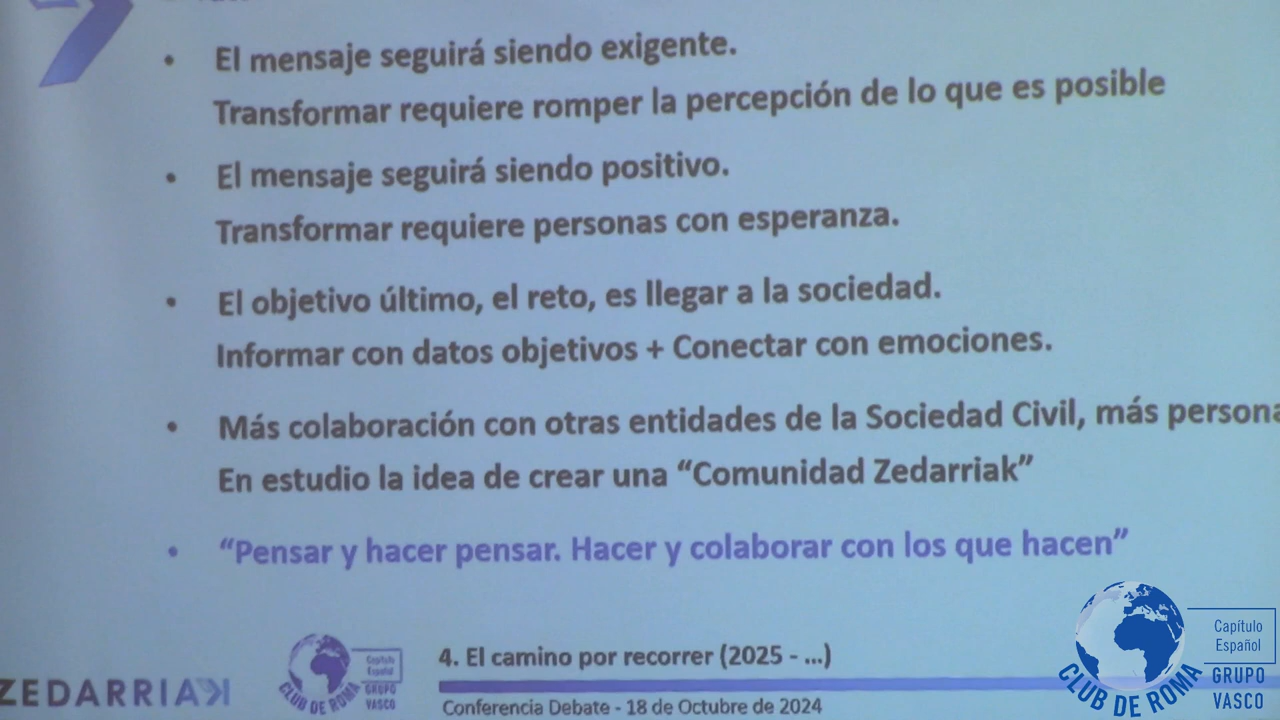 • El mensaje seguirá siendo exigente.
Transformar requiere romper la percepción de lo que es posible
• El mensaje seguirá siendo positivo.
Transformar requiere personas con esperanza.
• El objetivo último, el reto, es llegar a la sociedad.
Informar con datos objetivos + Conectar con emociones.
• Más colaboración con otras entidades de la Sociedad Civil, más persona
En estudio la idea de crear una “Comunidad Zedarriak”
• “Pensar y hacer pensar. Hacer y colaborar con los que hacen”
4. El camino por recorrer (2025 - ...)
Conferencia Debate - 18 de Octubre de 2024
ZEDARRIAK
CLUB DE ROMA
Capítulo
Español
GRUPO
VASCO
CLUB DE ROMA
Capítulo
Español
GRUPO
VASCO